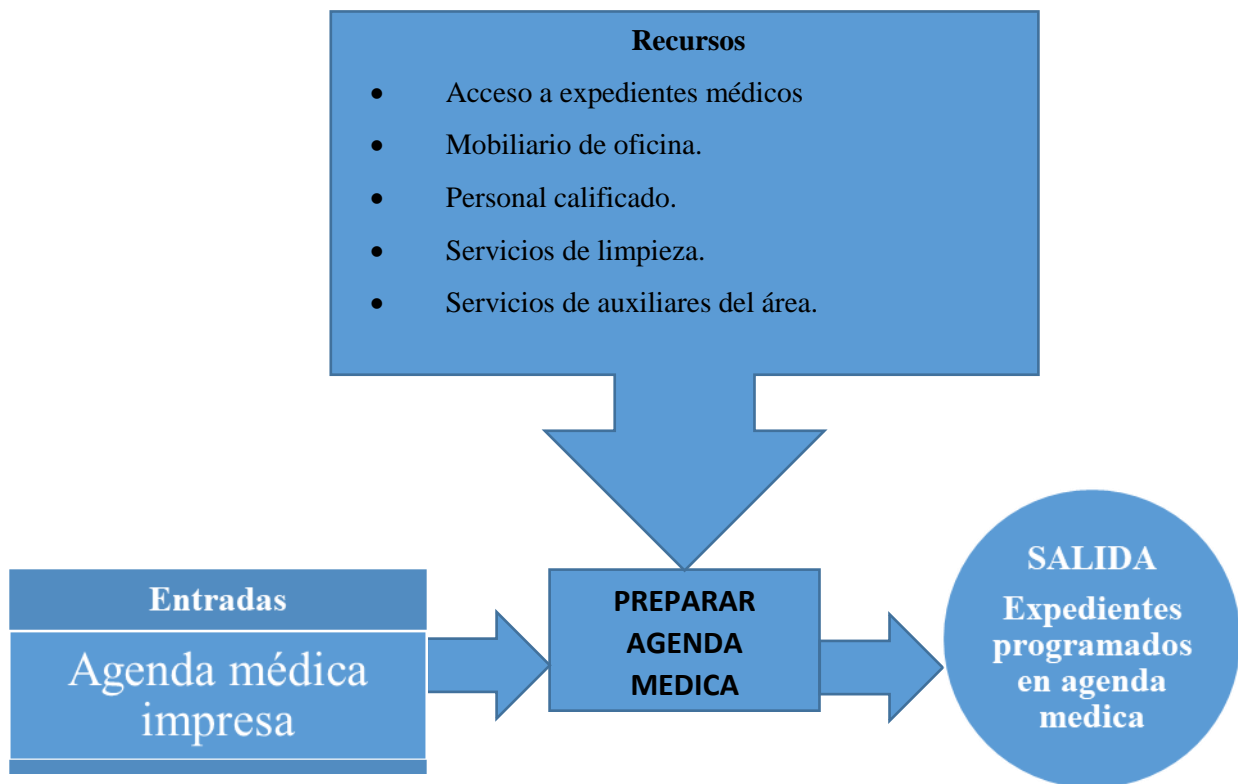 Recursos
• Acceso a expedientes médicos
• Mobiliario de oficina.
• Personal calificado.
• Servicios de limpieza.
• Servicios de auxiliares del área.
Entradas
Agenda médica
impresa
PREPARAR
AGENDA
MEDICA
SALIDA
Expedientes
programados
en agenda
medica